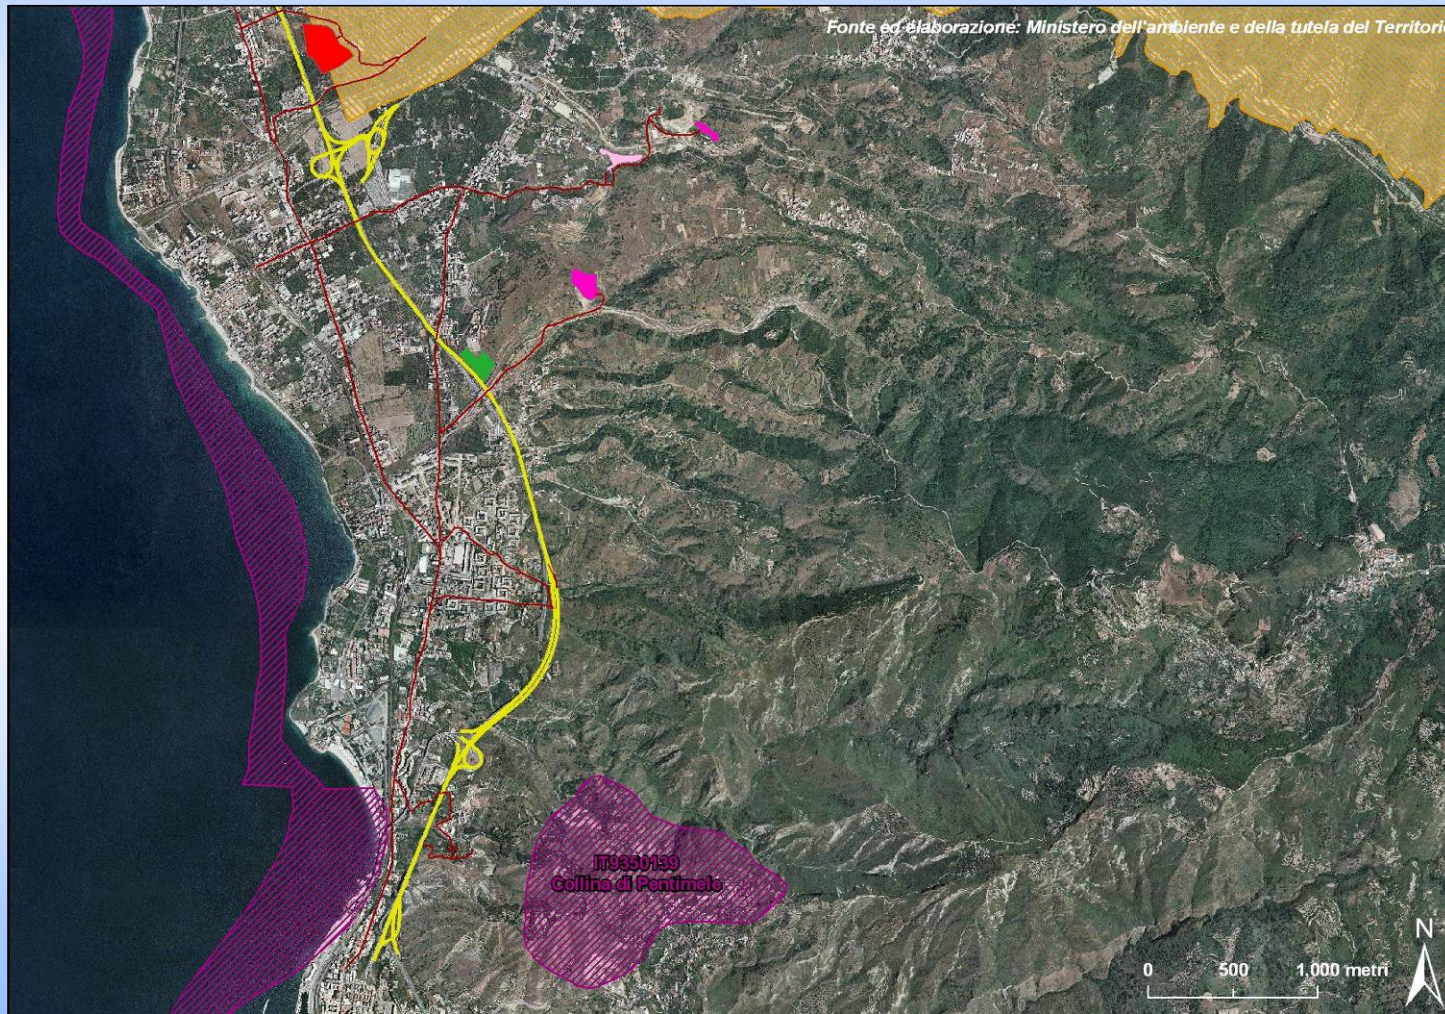 Fonte ed elaborazione: Ministero dell'ambiente e della tutela del Territorio
IT9350139
Collina di Pentimele
N
0 500 1.000 metri